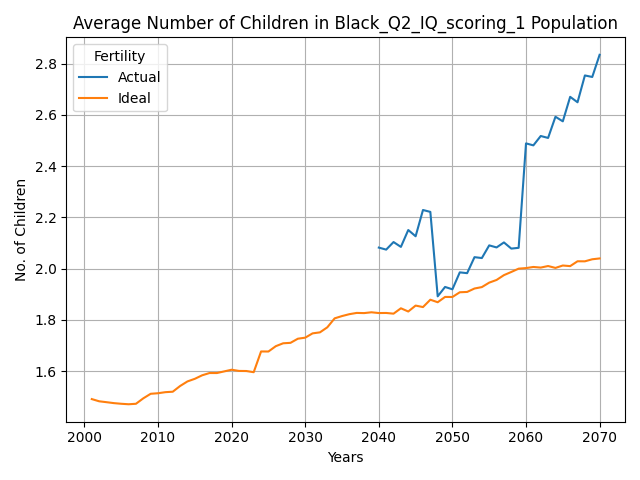 Average Number of Children in Black_Q2_IQ_scoring_1 Population
Fertility
Actual
Ideal
No. of Children
2.8
2.6
2.4
2.2
2.0
1.8
1.6
2000 2010 2020 2030 2040 2050 2060 2070
Years